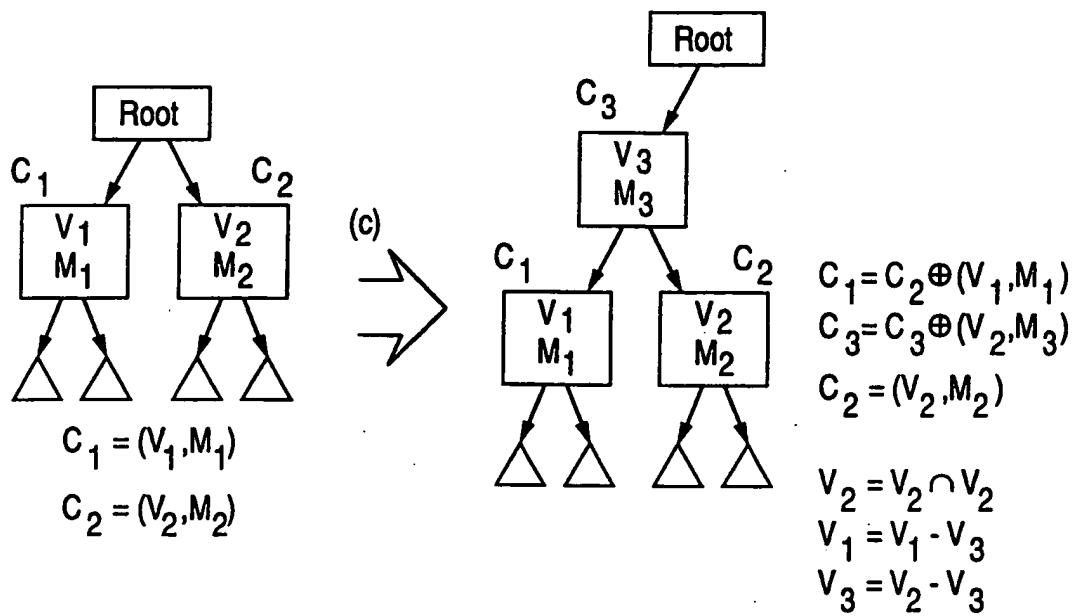 Root
C1
C2
V1
M1
V2
M2
C1 = (V1,M1)
C2 = (V2,M2)
(c)
Root
C3
V3
M3
C1
C2
V1
M1
V2
M2
C1 = C2 ⊕ (V1,M1)
C3 = C3 ⊕ (V2,M3)
C2 = (V2,M2)
V2 = V2 ∩ V2
V1 = V1 - V3
V3 = V2 - V3